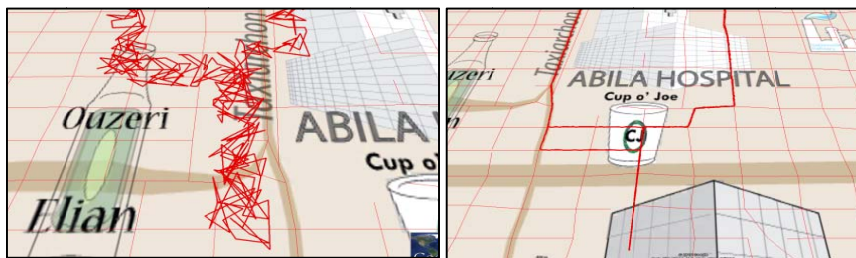 Taxiarchon
Ouzeri
Elian
ABILA
Cup o'
Taxiarchon
ABILA HOSPITAL
Cup o' Joe
CJ